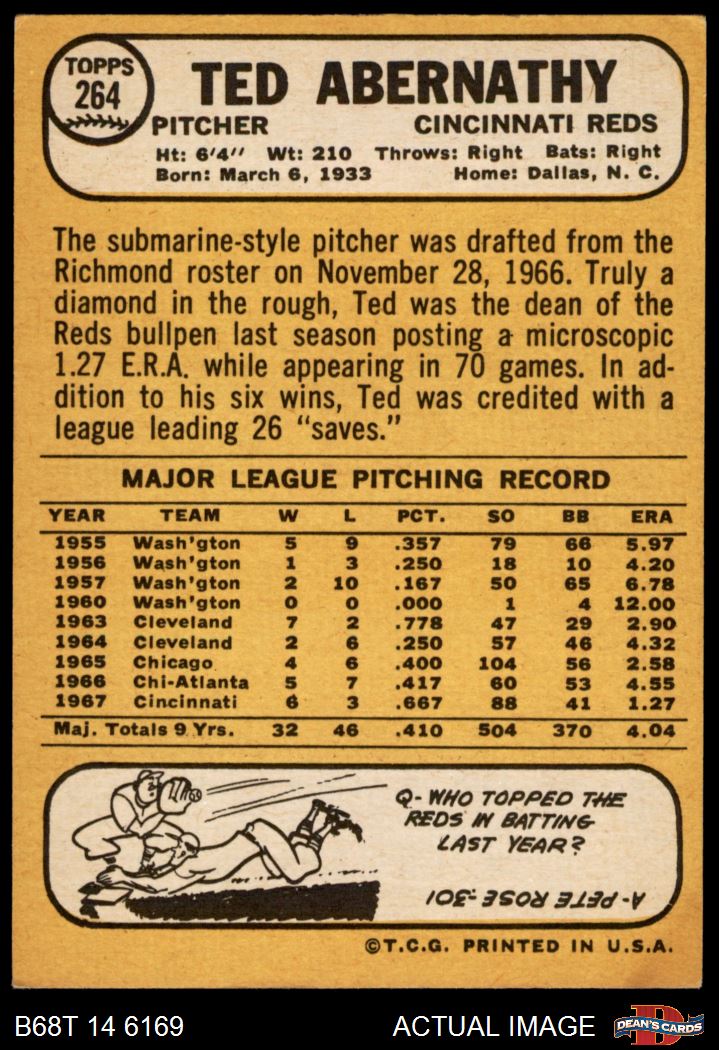 TOPPS
264
TED ABERNATHY
PITCHER CINCINNATI REDS
Ht: 6'4" Wt: 210 Throws: Right Bats: Right
Born: March 6, 1933 Home: Dallas, N. C.
The submarine-style pitcher was drafted from the
Richmond roster on November 28, 1966. Truly a
diamond in the rough, Ted was the dean of the
Reds bullpen last season posting a microscopic
1.27 E.R.A. while appearing in 70 games. In ad-
dition to his six wins, Ted was credited with a
league leading 26 "saves."
MAJOR LEAGUE PITCHING RECORD
YEAR TEAM W L PCT. SO BB ERA
1955 Wash'gton 5 9 .357 79 66 5.97
1956 Wash'gton 1 3 .250 18 10 4.20
1957 Wash'gton 2 10 .167 50 65 6.78
1960 Wash'gton 0 0 .000 1 4 12.00
1963 Cleveland 7 2 .778 47 29 2.90
1964 Cleveland 2 6 .250 57 46 4.32
1965 Chicago 4 6 .400 104 56 2.58
1966 Chi-Atlanta 5 7 .417 60 53 4.55
1967 Cincinnati 6 3 .667 88 41 1.27
Maj. Totals 9 Yrs. 32 46 .410 504 370 4.04
Q- WHO TOPPED THE
REDS IN BATTING
LAST YEAR?
A-PETE ROSE-.301
©T.C.G. PRINTED IN U.S.A.
B68T 14 6169 ACTUAL IMAGE DEAN'S CARDS